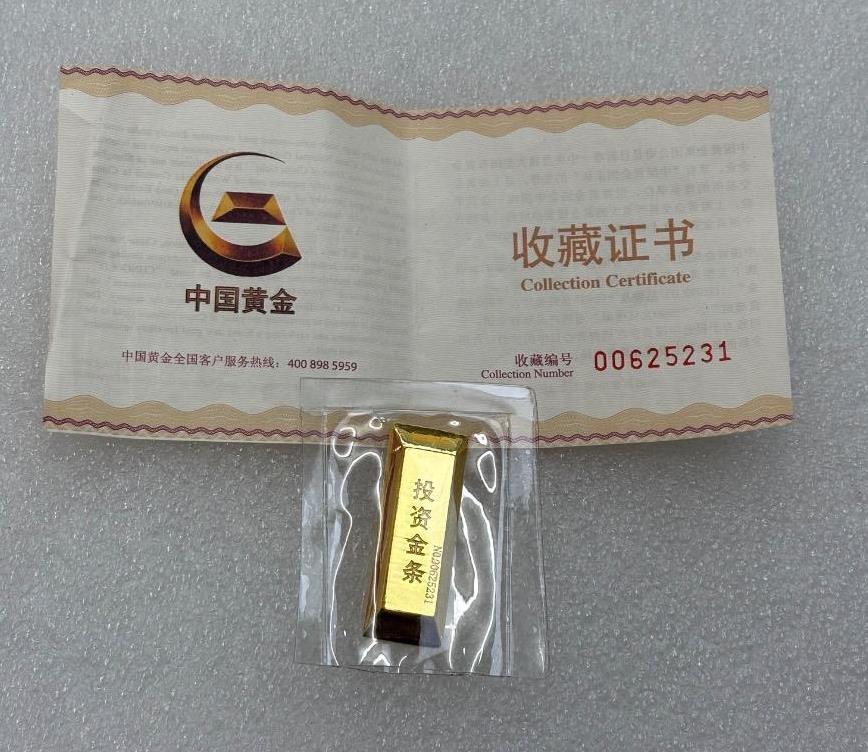 中国黄金
中国黄金全国客户服务热线：400 898 5959
收藏证书
Collection Certificate
收藏编号
Collection Number
00625231
投资金条
NO.00625231